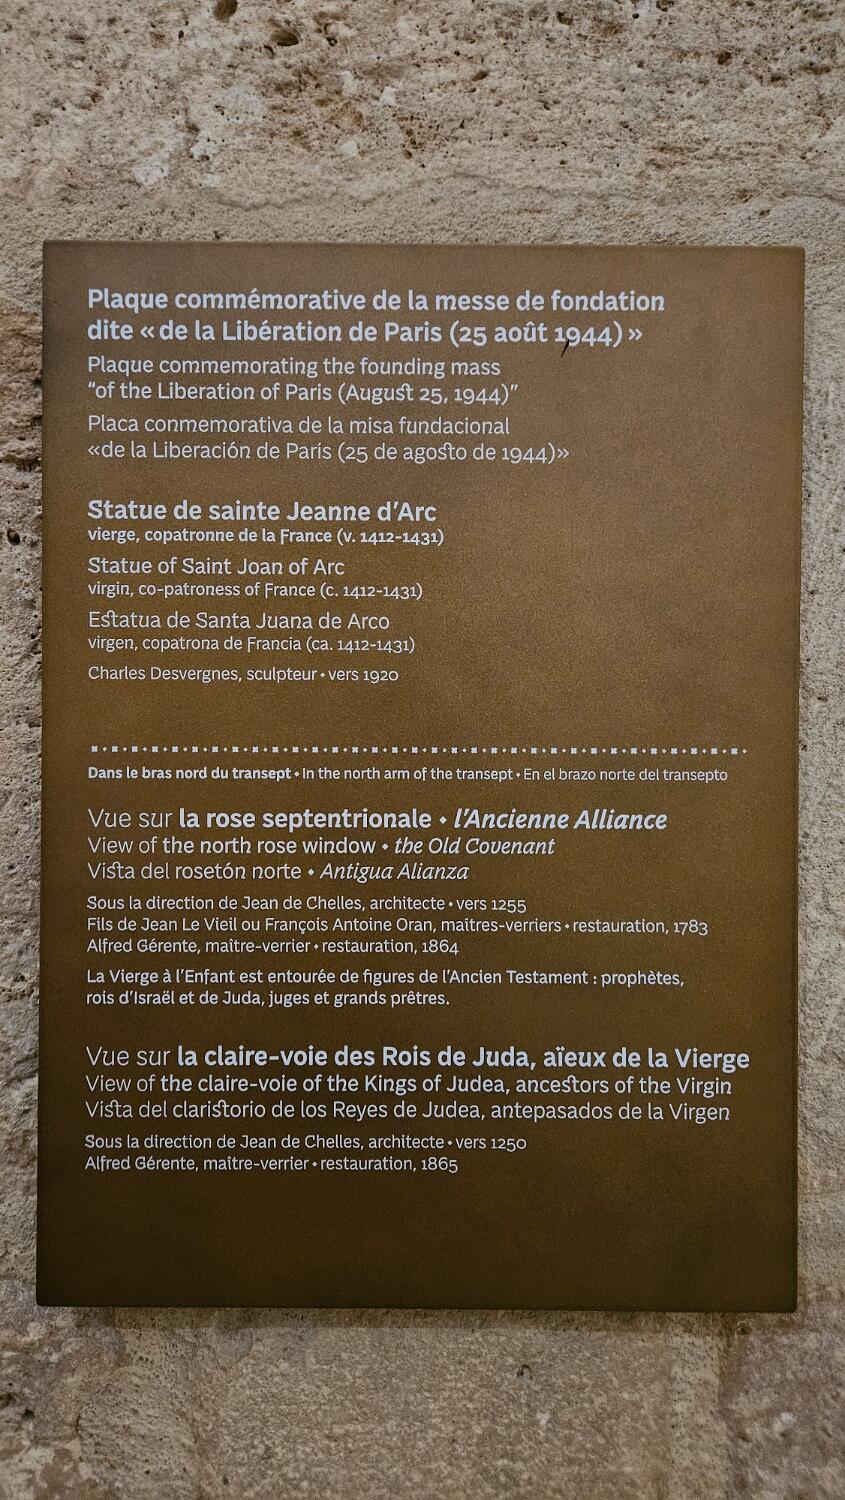 Plaque commémorative de la messe de fondation
dite « de la Libération de Paris (25 août 1944) »
Plaque commemorating the founding mass
“of the Liberation of Paris (August 25, 1944)”
Placa conmemorativa de la misa fundacional
«de la Liberación de París (25 de agosto de 1944)»
Statue de sainte Jeanne d’Arc
vierge, copatronne de la France (v. 1412-1431)
Statue of Saint Joan of Arc
virgin, co-patroness of France (c. 1412-1431)
Estatua de Santa Juana de Arco
virgen, copatrona de Francia (ca. 1412-1431)
Charles Desvergnes, sculpteur • vers 1920
Dans le bras nord du transept • In the north arm of the transept • En el brazo norte del transepto
Vue sur la rose septentrionale • l’Ancienne Alliance
View of the north rose window • the Old Covenant
Vista del rosetón norte • Antigua Alianza
Sous la direction de Jean de Chelles, architecte • vers 1255
Fils de Jean Le Vieil ou François Antoine Oran, maîtres-verriers • restauration, 1783
Alfred Gérente, maître-verrier • restauration, 1864
La Vierge à l’Enfant est entourée de figures de l’Ancien Testament : prophètes,
rois d’Israël et de Juda, juges et grands prêtres.
Vue sur la claire-voie des Rois de Juda, aïeux de la Vierge
View of the claire-voie of the Kings of Judea, ancestors of the Virgin
Vista del claristorio de los Reyes de Judea, antepasados de la Virgen
Sous la direction de Jean de Chelles, architecte • vers 1250
Alfred Gérente, maître-verrier • restauration, 1865